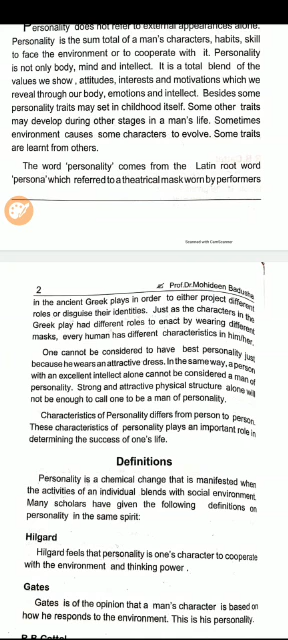 Personality does not refer to external appearances alone.
Personality is the sum total of a man's characters, habits, skill
to face the environment or to cooperate with it. Personality
is not only body, mind and intellect. It is a total blend of the
values we show , attitudes, interests and motivations which we
reveal through our body, emotions and intellect. Besides some
personality traits may set in childhood itself. Some other traits
may develop during other stages in a man's life. Sometimes
environment causes some characters to evolve. Some traits
are learnt from others.
The word 'personality' comes from the Latin root word
'persona' which referred to a theatrical mask worn by performers
Scanned with CamScanner
2
Prof.Dr.Mohideen Badusha
in the ancient Greek plays in order to either project different
roles or disguise their identities. Just as the characters in the
Greek play had different roles to enact by wearing different
masks, every human has different characteristics in him/her.
One cannot be considered to have best personality just
because he wears an attractive dress. In the same way, a person
with an excellent intellect alone cannot be considered a man of
personality. Strong and attractive physical structure alone will
not be enough to call one to be a man of personality.
Characteristics of Personality differs from person to person.
These characteristics of personality plays an important role in
determining the success of one's life.
Definitions
Personality is a chemical change that is manifested when
the activities of an individual blends with social environment.
Many scholars have given the following definitions on
personality in the same spirit:
Hilgard
Hilgard feels that personality is one's character to cooperate
with the environment and thinking power .
Gates
Gates is of the opinion that a man's character is based on
how he responds to the environment. This is his personality.